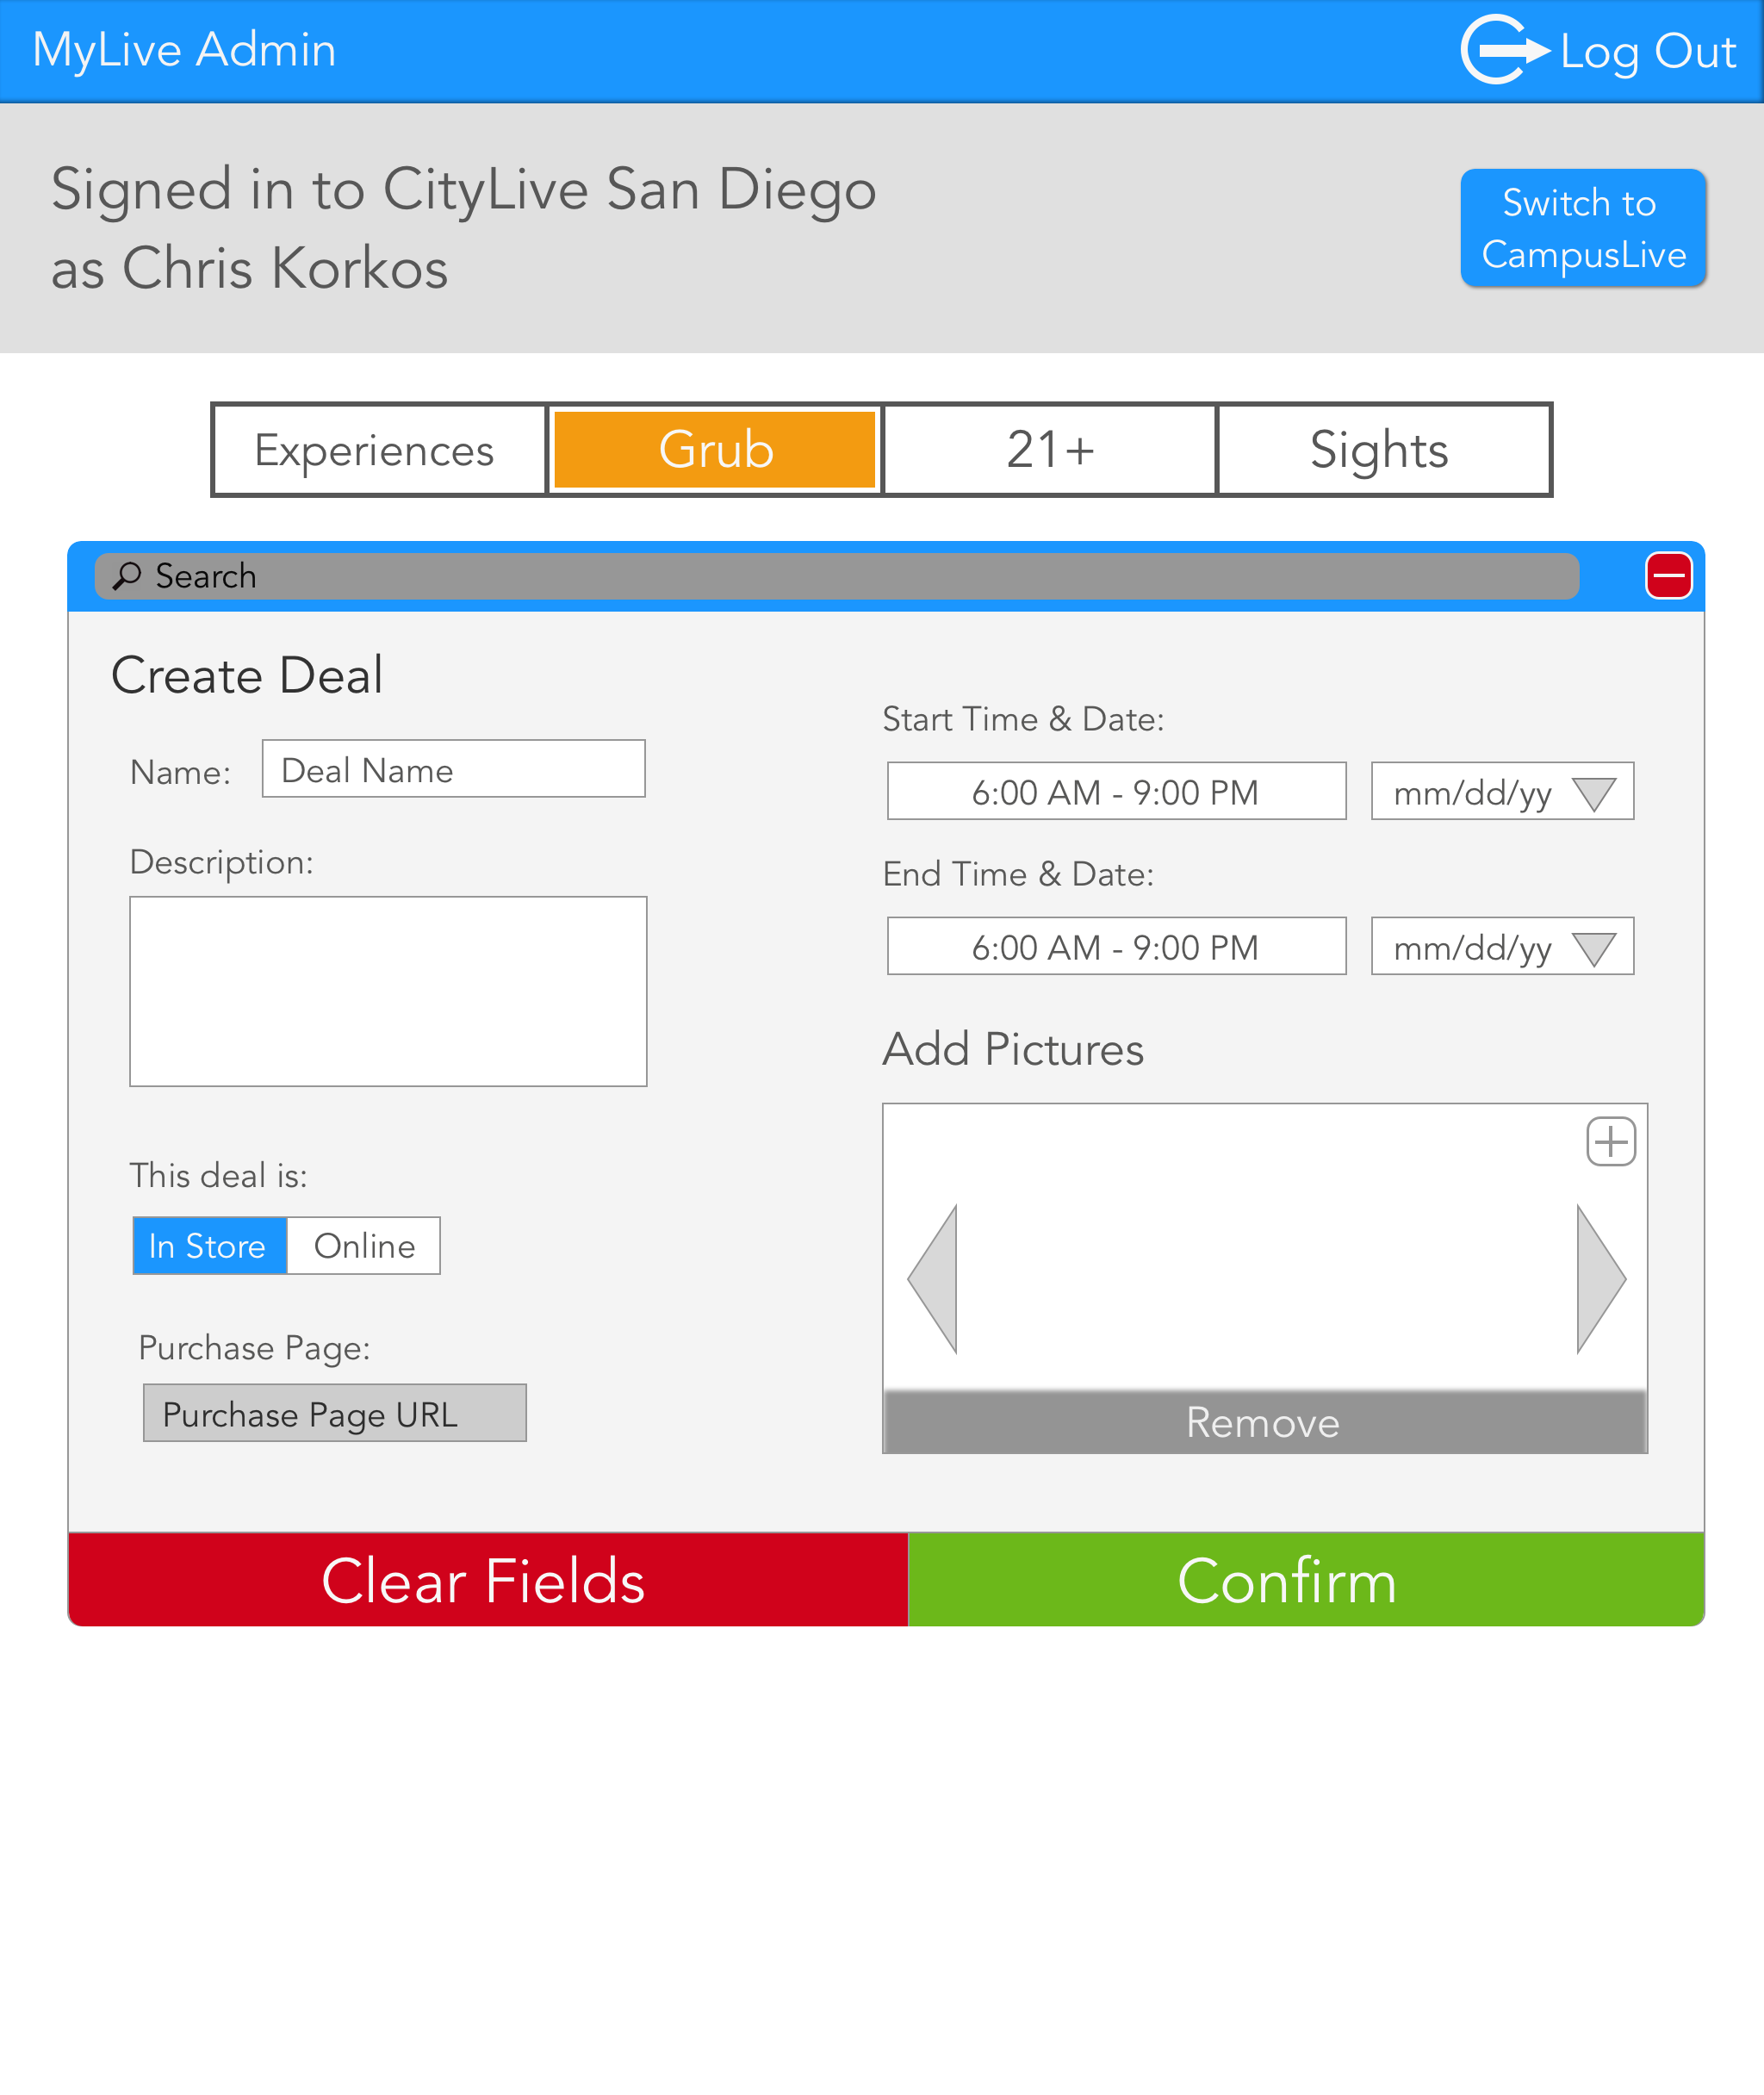 MyLive Admin
Log Out
Signed in to CityLive San Diego
as Chris Korkos
Switch to
CampusLive
Experiences
Grub
21+
Sights
Search
Create Deal
Name:
Deal Name
Description:
This deal is:
In Store
Online
Purchase Page:
Purchase Page URL
Start Time & Date:
6:00 AM - 9:00 PM
mm/dd/yy
End Time & Date:
6:00 AM - 9:00 PM
mm/dd/yy
Add Pictures
Remove
Clear Fields
Confirm